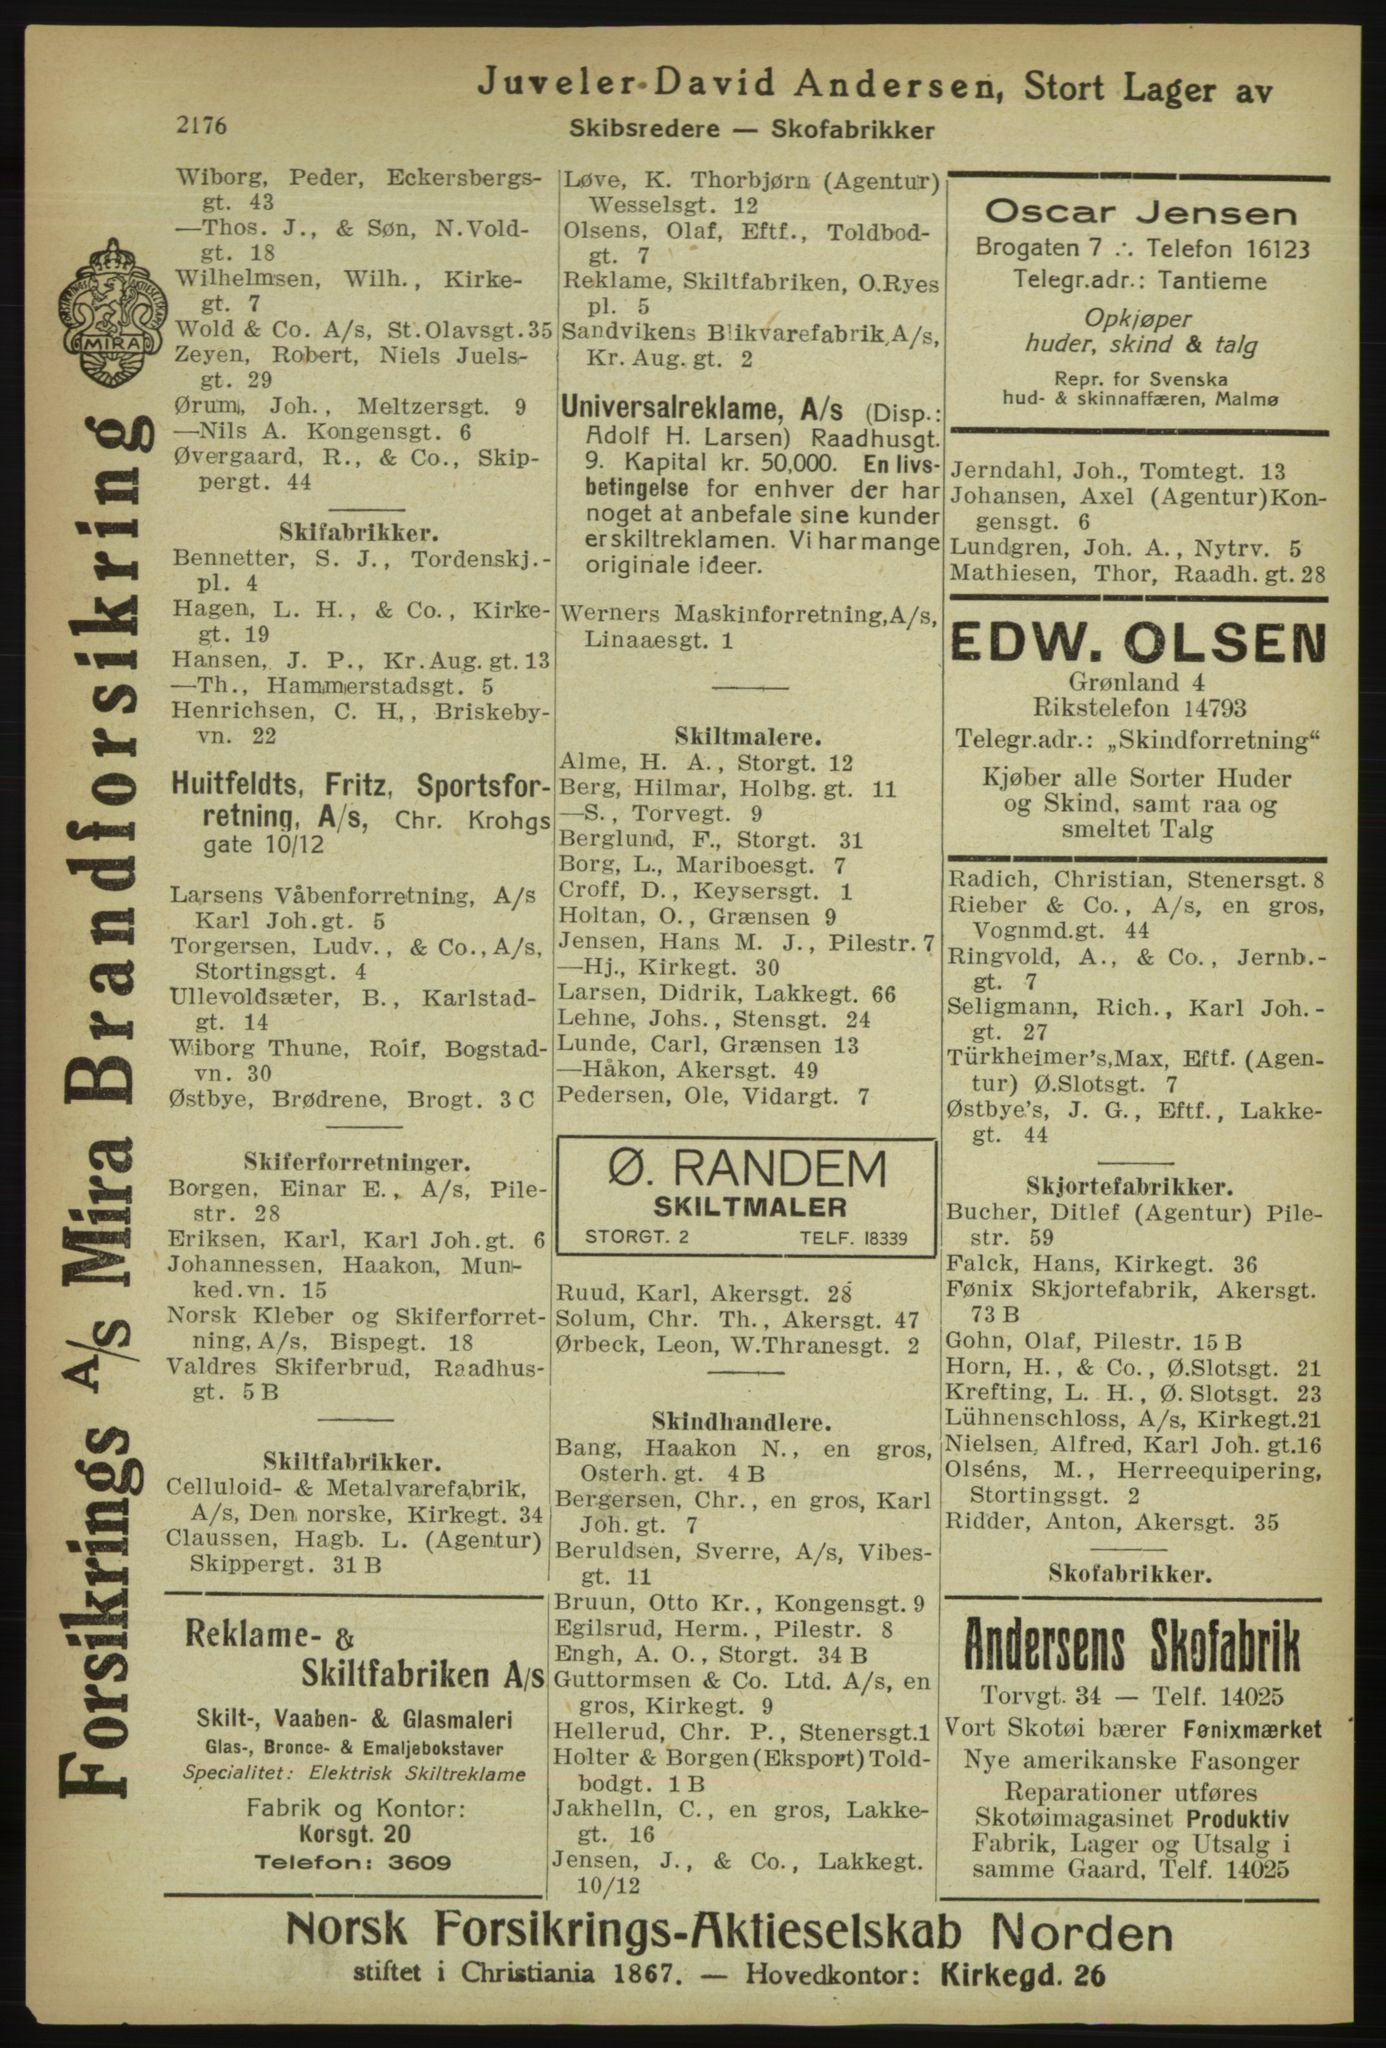 Juveler David Andersen, Stort Lager av
2176
Skibsredere — Skofabrikker
Forsikrings A/s Mira Brandforsikring
MIRA
Wiborg, Peder, Eckersbergs-
gt. 43
—Thos. J., & Søn, N. Vold-
gt. 18
Wilhelmsen, Wilh., Kirke-
gt. 7
Wold & Co. A/s, St. Olavsgt. 35
Zeyen, Robert, Niels Juels-
gt. 29
Ørum, Joh., Meltzersgt. 9
—Nils A. Kongensgt. 6
Øvergaard, R., & Co., Skip-
pergt. 44
Skifabrikker.
Bennetter, S. J., Tordenskj.-
pl. 4
Hagen, L. H., & Co., Kirke-
gt. 19
Hansen, J. P., Kr. Aug. gt. 13
—Th., Hammerstadsgt. 5
Henrichsen, C. H,, Briskeby-
vn. 22
Huitfeldts, Fritz, Sportsfor-
retning, A/s, Chr. Krohgs
gate 10/12
Larsens Våbenforretning, A/s
Karl Joh.gt. 5
Torgersen, Ludv., & Co., A/s,
Stortingsgt. 4
Ullevoldsæter, B., Karlstad-
gt. 14
Wiborg Thune, Rolf, Bogstad-
vn. 30
Østbye, Brødrene, Brogt. 3 C
Skiferforretninger.
Borgen, Einar E., A/s, Pile-
str. 28
Eriksen, Karl, Karl Joh.gt. 6
Johannessen, Haakon, Mun-
ked.vn. 15
Norsk Kleber og Skiferforret-
ning, A/s, Bispegt. 18
Valdres Skiferbrud, Raadhus-
gt. 5 B
Skiltfabrikker.
Celluloid- & Metalvarefabrik,
A/s, Den norske, Kirkegt. 34
Claussen, Hagb. L. (Agentur)
Skippergt. 31 B
Reklame- &
Skiltfabriken A/s
Skilt-, Vaaben- & Glasmaleri
Glas-, Bronce- & Emaljebokstaver
Specialitet: Elektrisk Skiltreklame
Fabrik og Kontor:
Korsgt. 20
Telefon: 3609
Løve, K. Thorbjørn (Agentur)
Wesselsgt. 12
Olsens, Olaf, Eftf., Toldbod-
gt. 7
Reklame, Skiltfabriken, O. Ryes
pl. 5
Sandvikens Blikvarefabrik, A/s,
Kr. Aug. gt. 2
Universalreklame, A/s (Disp.:
Adolf H. Larsen) Raadhusgt.
9. Kapital kr. 50,000. En livs-
betingelse for enhver der har
noget at anbefale sine kunder
er skiltreklamen. Vi har mange
originale ideer.
Werners Maskinforretning, A/s,
Linaaesgt. 1
Skiltmalere.
Alme, H. A., Storgt. 12
Berg, Hilmar, Holbg. gt. 11
—S., Torvegt. 9
Berglund, F., Storgt. 31
Borg, L., Mariboesgt. 7
Croff, D., Keysersgt. 1
Holtan, O., Grænsen 9
Jensen, Hans M. J., Pilestr. 7
—Hj., Kirkegt. 30
Larsen, Didrik, Lakkegt. 66
Lehne, Johs., Stensgt. 24
Lunde, Carl, Grænsen 13
—Håkon, Akersgt. 49
Pedersen, Ole, Vidargt. 7
Ø. RANDEM
SKILTMALER
STORGT. 2 TELF. 18339
Ruud, Karl, Akersgt. 28
Solum, Chr. Th., Akersgt. 47
Ørbeck, Leon, W. Thranesgt. 2
Skindhandlere.
Bang, Haakon N., en gros,
Osterh. gt. 4 B
Bergersen, Chr., en gros, Karl
Joh. gt. 7
Beruldsen, Sverre, A/s, Vibes-
gt. 11
Bruun, Otto Kr., Kongensgt. 9
Egilsrud, Herm., Pilestr. 8
Engh, A. O., Storgt. 34 B
Guttormsen & Co. Ltd. A/s, en
gros, Kirkegt. 9
Hellerud, Chr. P., Stenersgt.1
Holter & Borgen (Eksport) Told-
bodgt. 1 B
Jakhelln, C., en gros, Lakke-
gt. 16
Jensen, J., & Co., Lakkegt.
10/12
Oscar Jensen
Brogaten 7 ∴ Telefon 16123
Telegr.adr.: Tantieme
Opkjøper
huder, skind & talg
Repr. for Svenska
hud- & skinnaffæren, Malmø
Jerndahl, Joh., Tomtegt. 13
Johansen, Axel (Agentur) Kon-
gensgt. 6
Lundgren, Joh. A., Nytrv. 5
Mathiesen, Thor, Raadh. gt. 28
EDW. OLSEN
Grønland 4
Rikstelefon 14793
Telegr.adr.: „Skindforretning“
Kjøber alle Sorter Huder
og Skind, samt raa og
smeltet Talg
Radich, Christian, Stenersgt. 8
Rieber & Co., A/s, en gros,
Vognmd.gt. 44
Ringvold, A., & Co., Jernb.-
gt. 7
Seligmann, Rich., Karl Joh.-
gt. 27
Türkheimer's, Max, Eftf. (Agen-
tur) Ø.Slotsgt. 7
Østbye's, J. G., Eftf., Lakke-
gt. 44
Skjortefabrikker.
Bucher, Ditlef (Agentur) Pile-
str. 59
Falck, Hans, Kirkegt. 36
Fønix Skjortefabrik, Akersgt.
73 B
Gohn, Olaf, Pilestr. 15 B
Horn, H., & Co., Ø.Slotsgt. 21
Krefting, L. H., Ø. Slotsgt. 23
Lühnenschloss, A/s, Kirkegt.21
Nielsen, Alfred, Karl Joh. gt.16
Olséns, M., Herreequipering,
Stortingsgt. 2
Ridder, Anton, Akersgt. 35
Skofabrikker.
Andersens Skofabrik
Torvgt. 34 — Telf. 14025
Vort Skotøi bærer Fønixmærket
Nye amerikanske Fasonger
Reparationer utføres
Skotøimagasinet Produktiv
Fabrik, Lager og Utsalg i
samme Gaard, Telf. 14025
Norsk Forsikrings-Aktieselskab Norden
stiftet i Christiania 1867. — Hovedkontor: Kirkegd. 26